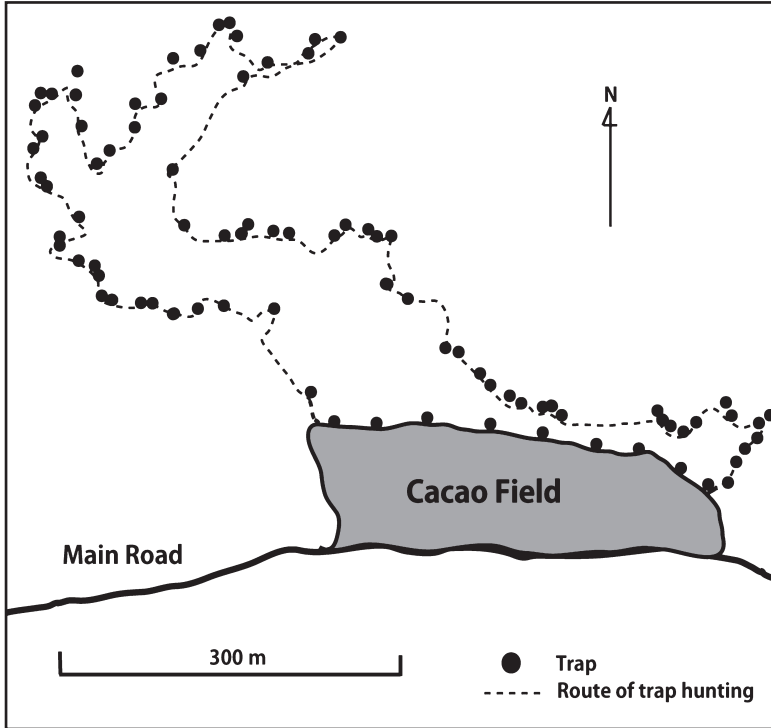 N
Cacao Field
Main Road
300 m
Trap
Route of trap hunting